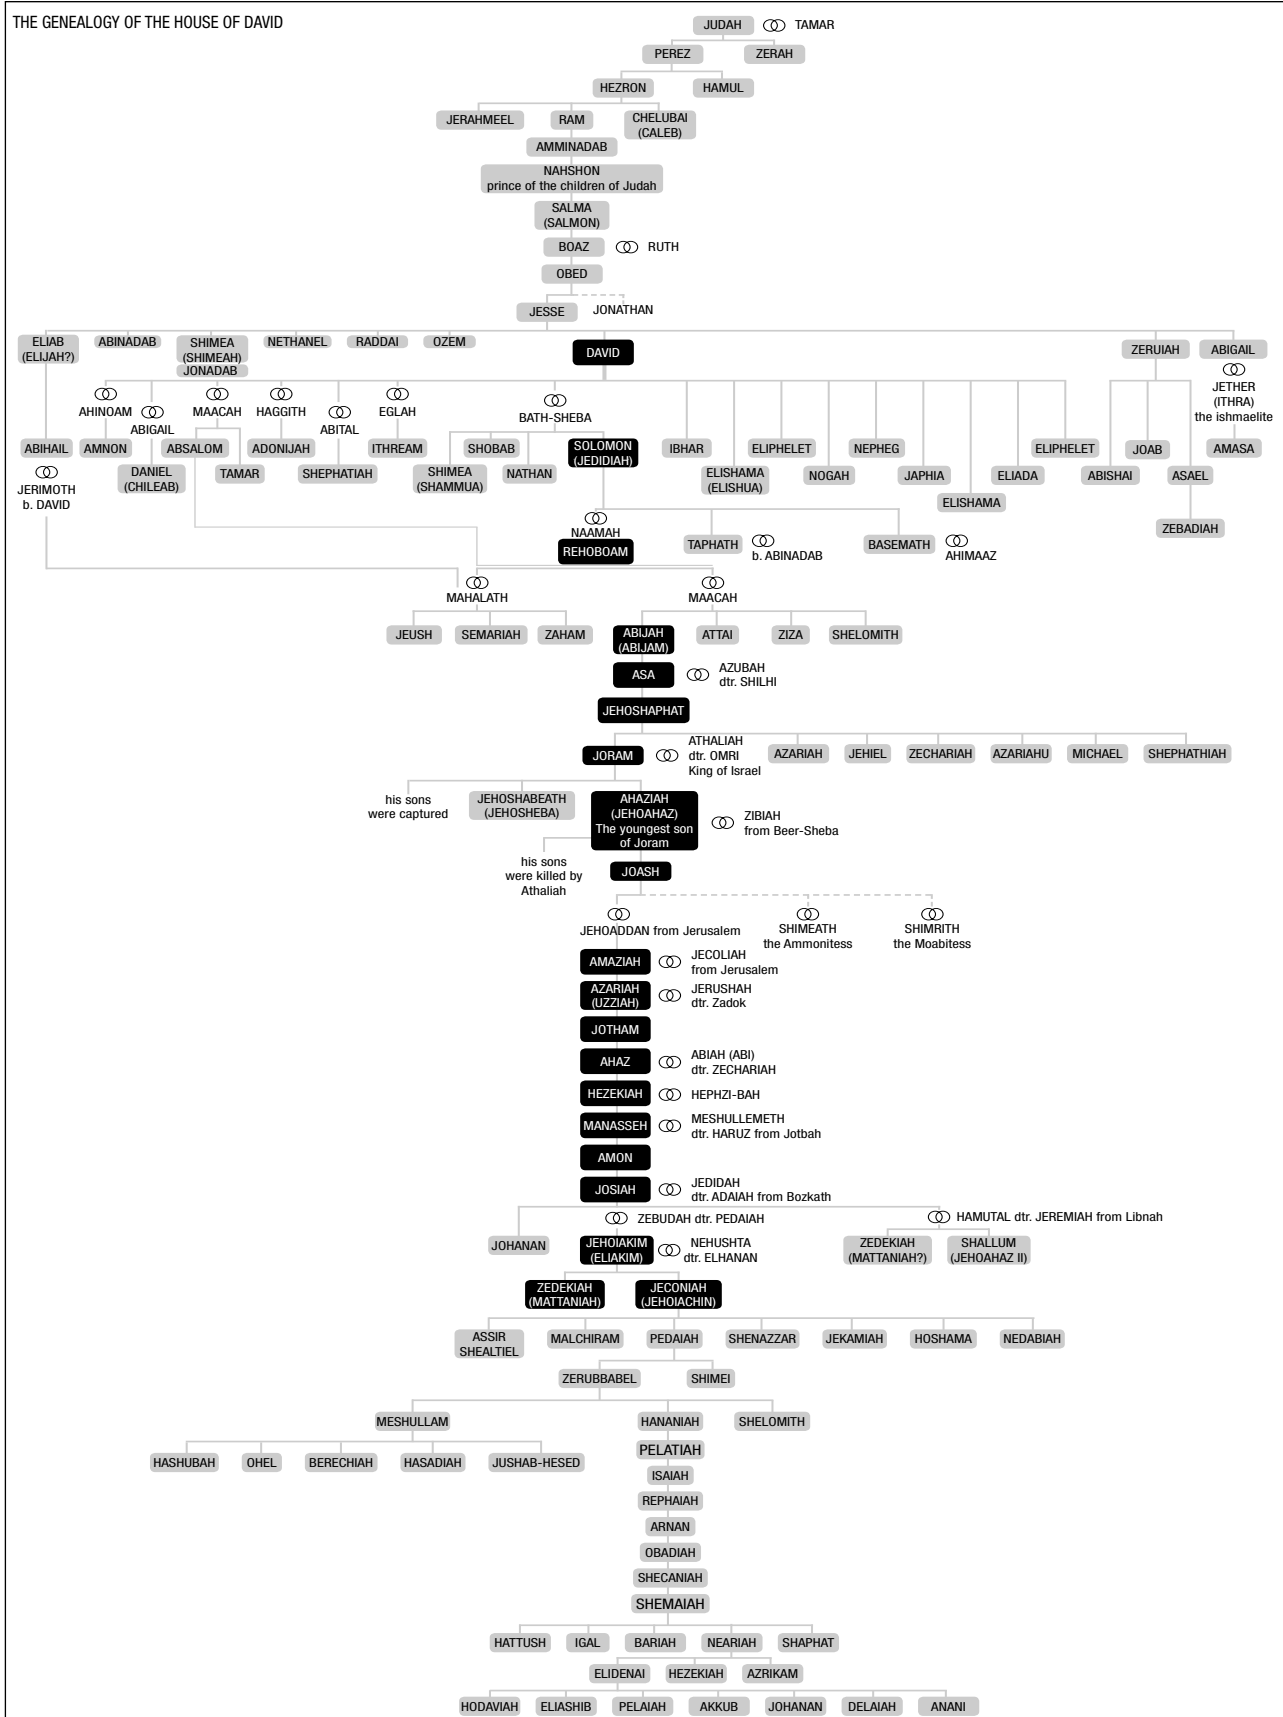 THE GENEALOGY OF THE HOUSE OF DAVID
JUDAH TAMAR
PEREZ ZERAH
HEZRON HAMUL
JERAHMEEL RAM CHELUBAI
(CALEB)
AMMINADAB
NAHSHON
prince of the children of Judah
SALMA
(SALMON)
BOAZ RUTH
OBED
JESSE JONATHAN
ELIAB
(ELIJAH?)
ABINADAB
SHIMEA
(SHIMEAH)
JONADAB
NETHANEL
RADDAI
OZEM
DAVID
ZERUIAH
ABIGAIL
JETHER
(ITHRA)
the ishmaelite
AHINOAM
ABIGAIL
MAACAH
HAGGITH
ABITAL
EGLAH
BATH-SHEBA
ABIHAIL
AMNON
DANIEL
(CHILEAB)
ABSALOM
TAMAR
ADONIJAH
SHEPHATIAH
ITHREAM
SHIMEA
(SHAMMUA)
SHOBAB
NATHAN
SOLOMON
(JEDIDIAH)
IBHAR
ELISHAMA
(ELISHUA)
ELIPHELET
NOGAH
NEPHEG
JAPHIA
ELISHAMA
ELIADA
ELIPHELET
ABISHAI
JOAB
ASAEL
AMASA
ZEBADIAH
JERIMOTH
b. DAVID
NAAMAH
REHOBOAM
TAPHATH
b. ABINADAB
BASEMATH
AHIMAAZ
MAHALATH
MAACAH
JEUSH
SEMARIAH
ZAHAM
ABIJAH
(ABIJAM)
ATTAI
ZIZA
SHELOMITH
ASA
AZUBAH
dtr. SHILHI
JEHOSHAPHAT
JORAM
ATHALIAH
dtr. OMRI
King of Israel
AZARIAH
JEHIEL
ZECHARIAH
AZARIAHU
MICHAEL
SHEPHATHIAH
his sons
were captured
JEHOSHABEATH
(JEHOSHEBA)
AHAZIAH
(JEHOAHAZ)
The youngest son
of Joram
ZIBIAH
from Beer-Sheba
his sons
were killed by
Athaliah
JOASH
JEHOADDAN from Jerusalem
SHIMEATH
the Ammonitess
SHIMRITH
the Moabitess
AMAZIAH
JECOLIAH
from Jerusalem
AZARIAH
(UZZIAH)
JERUSHAH
dtr. Zadok
JOTHAM
AHAZ
ABIAH (ABI)
dtr. ZECHARIAH
HEZEKIAH
HEPHZI-BAH
MANASSEH
MESHULLEMETH
dtr. HARUZ from Jotbah
AMON
JOSIAH
JEDIDAH
dtr. ADAIAH from Bozkath
ZEBUDAH dtr. PEDAIAH
HAMUTAL dtr. JEREMIAH from Libnah
JOHANAN
JEHOIAKIM
(ELIAKIM)
NEHUSHTA
dtr. ELHANAN
ZEDEKIAH
(MATTANIAH?)
SHALLUM
(JEHOAHAZ II)
ZEDEKIAH
(MATTANIAH)
JECONIAH
(JEHOIACHIN)
ASSIR
SHEALTIEL
MALCHIRAM
PEDAIAH
SHENAZZAR
JEKAMIAH
HOSHAMA
NEDABIAH
ZERUBBABEL
SHIMEI
MESHULLAM
HANANIAH
SHELOMITH
HASHUBAH
OHEL
BERECHIAH
HASADIAH
JUSHAB-HESED
PELATIAH
ISAIAH
REPHAIAH
ARNAN
OBADIAH
SHECANIAH
SHEMAIAH
HATTUSH
IGAL
BARIAH
NEARIAH
SHAPHAT
ELIDENAI
HEZEKIAH
AZRIKAM
HODAVIAH
ELIASHIB
PELAIAH
AKKUB
JOHANAN
DELAIAH
ANANI